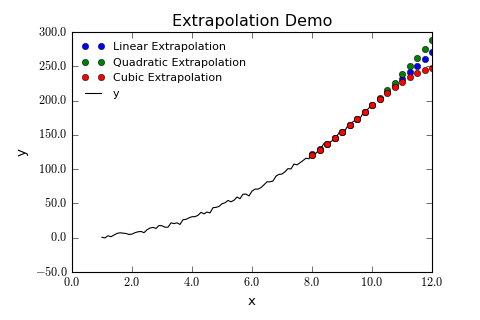 Extrapolation Demo
300.0
250.0
200.0
150.0
100.0
50.0
0.0
−50.0
y
Linear Extrapolation
Quadratic Extrapolation
Cubic Extrapolation
y
0.0 2.0 4.0 6.0 8.0 10.0 12.0
x